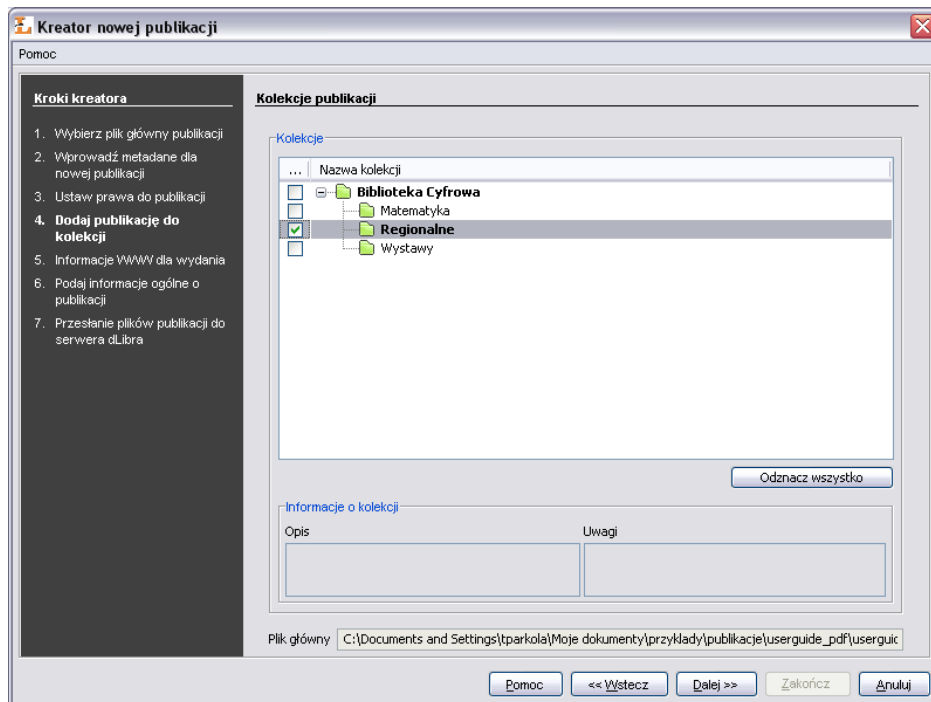 Kreator nowej publikacji
Pomoc
Kroki kreatora
1. Wybierz plik główny publikacji
2. Wprowadź metadane dla
nowej publikacji
3. Ustaw prawa do publikacji
4. Dodaj publikację do
kolekcji
5. Informacje WWW dla wydania
6. Podaj informacje ogólne o
publikacji
7. Przesłanie plików publikacji do
serwera dLibra
Kolekcje publikacji
Kolekcje
... Nazwa kolekcji
Biblioteka Cyfrowa
Matematyka
Regionalne
Wystawy
Odznacz wszystko
Informacje o kolekcji
Opis Uwagi
Plik główny C:\Documents and Settings\tparkola\Moje dokumenty\przyklady\publikacje\userguide_pdf\userguic
Pomoc << Wstecz Dalej >> Zakończ Anuluj